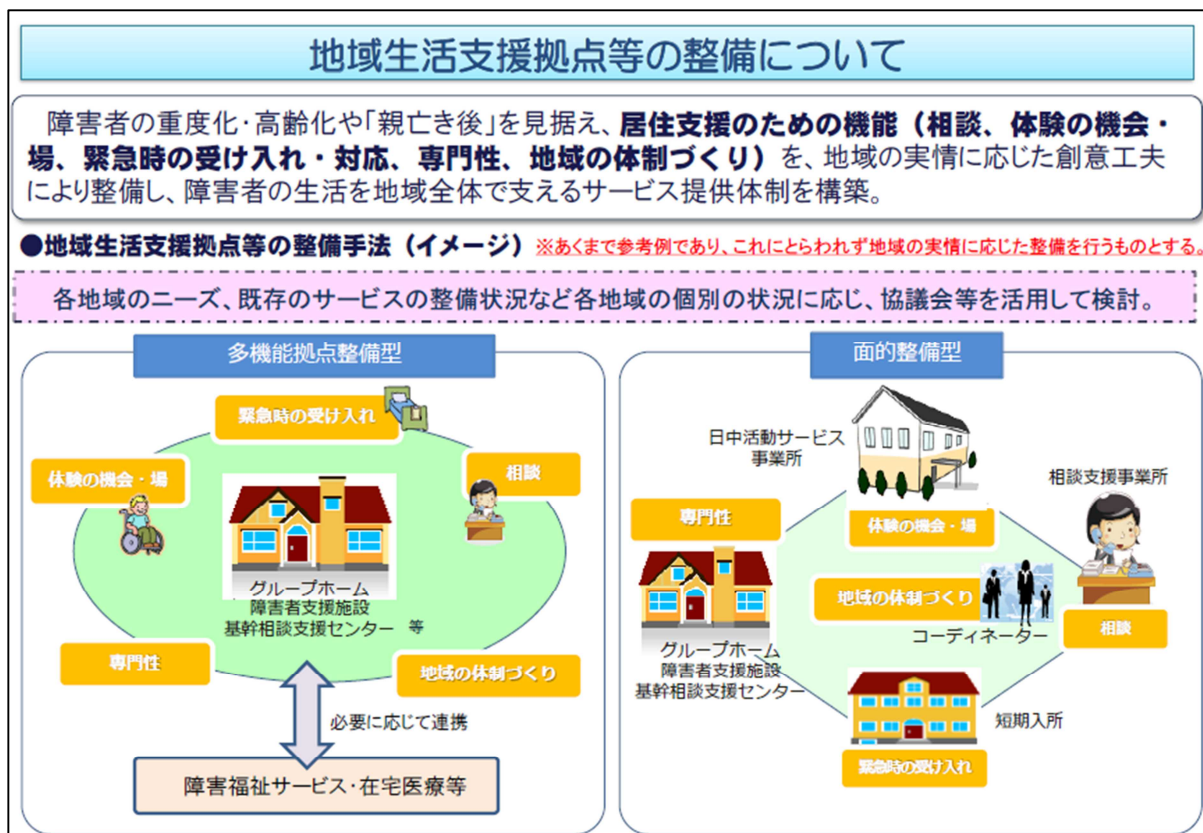 地域生活支援拠点等の整備について
障害者の重度化･高齢化や「親亡き後」を見据え、居住支援のための機能（相談、体験の機会・
場、緊急時の受け入れ・対応、専門性、地域の体制づくり）を、地域の実情に応じた創意工夫
により整備し、障害者の生活を地域全体で支えるサービス提供体制を構築。
●地域生活支援拠点等の整備手法（イメージ）※あくまで参考例であり、これにとらわれず地域の実情に応じた整備を行うものとする。
各地域のニーズ、既存のサービスの整備状況など各地域の個別の状況に応じ、協議会等を活用して検討。
多機能拠点整備型
緊急時の受け入れ
体験の機会・場
相談
グループホーム
障害者支援施設
基幹相談支援センター 等
専門性
地域の体制づくり
必要に応じて連携
障害福祉サービス･在宅医療等
面的整備型
日中活動サービス
事業所
相談支援事業所
専門性
体験の機会・場
地域の体制づくり
コーディネーター
相談
グループホーム
障害者支援施設
基幹相談支援センター
短期入所
緊急時の受け入れ